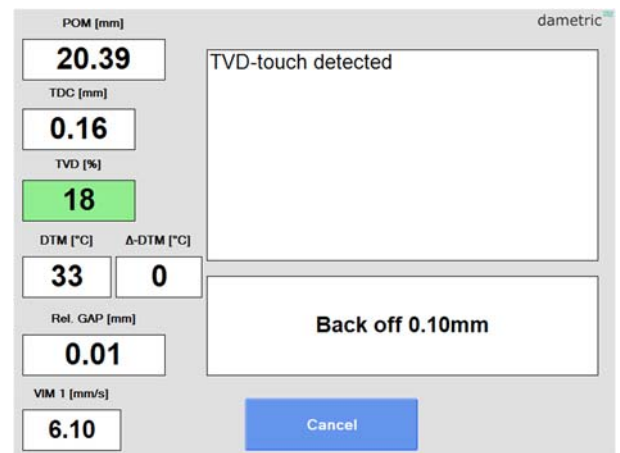 dametric
POM [mm]
20.39
TDC [mm]
0.16
TVD [%]
18
DTM [°C] Δ-DTM [°C]
33 0
Rel. GAP [mm]
0.01
VIM 1 [mm/s]
6.10
TVD-touch detected
Back off 0.10mm
Cancel